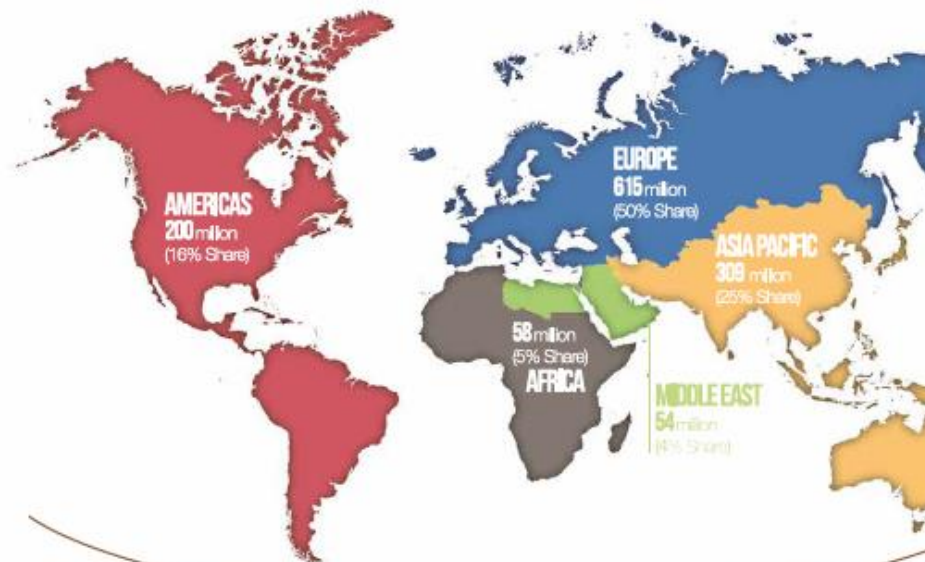 AMERICAS
200 million
(16% Share)
EUROPE
615 million
(50% Share)
ASIA PACIFIC
309 million
(25% Share)
58 million
(5% Share)
AFRICA
MIDDLE EAST
54 million
(4% Share)